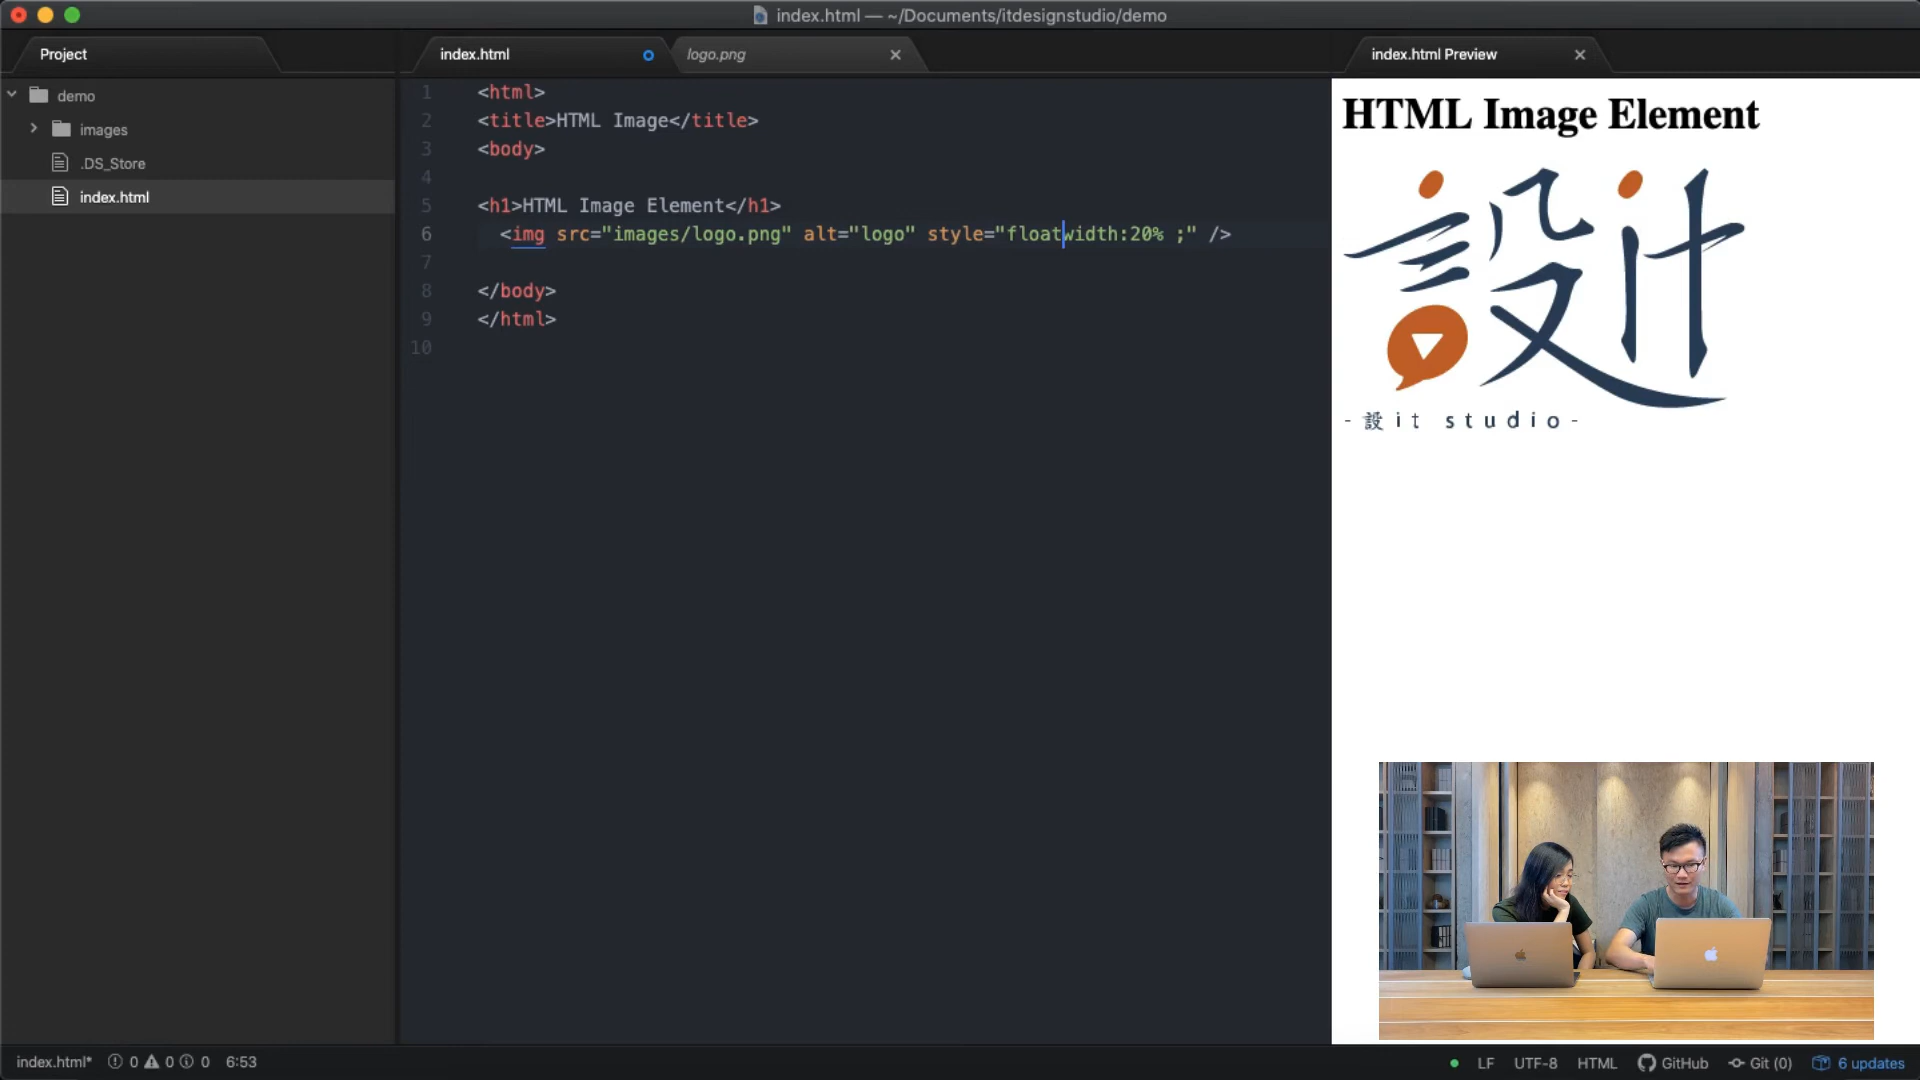 index.html — ~/Documents/itdesignstudio/demo
Project
index.html
logo.png
index.html Preview
demo
images
.DS_Store
index.html
1 <html>
2 <title>HTML Image</title>
3 <body>
4
5 <h1>HTML Image Element</h1>
6 <img src="images/logo.png" alt="logo" style="floatwidth:20% ;" />
7
8 </body>
9 </html>
10
HTML Image Element
設计
-設it studio-
index.html* 0 0 0 6:53
LF UTF-8 HTML GitHub Git (0) 6 updates